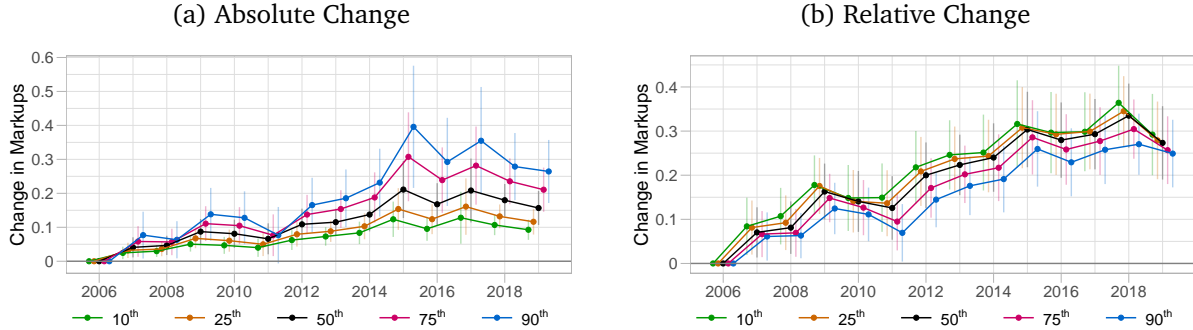 (a) Absolute Change
Change in Markups
0.6
0.5
0.4
0.3
0.2
0.1
0
2006 2008 2010 2012 2014 2016 2018
10th 25th 50th 75th 90th
(b) Relative Change
Change in Markups
0.4
0.3
0.2
0.1
0
2006 2008 2010 2012 2014 2016 2018
10th 25th 50th 75th 90th